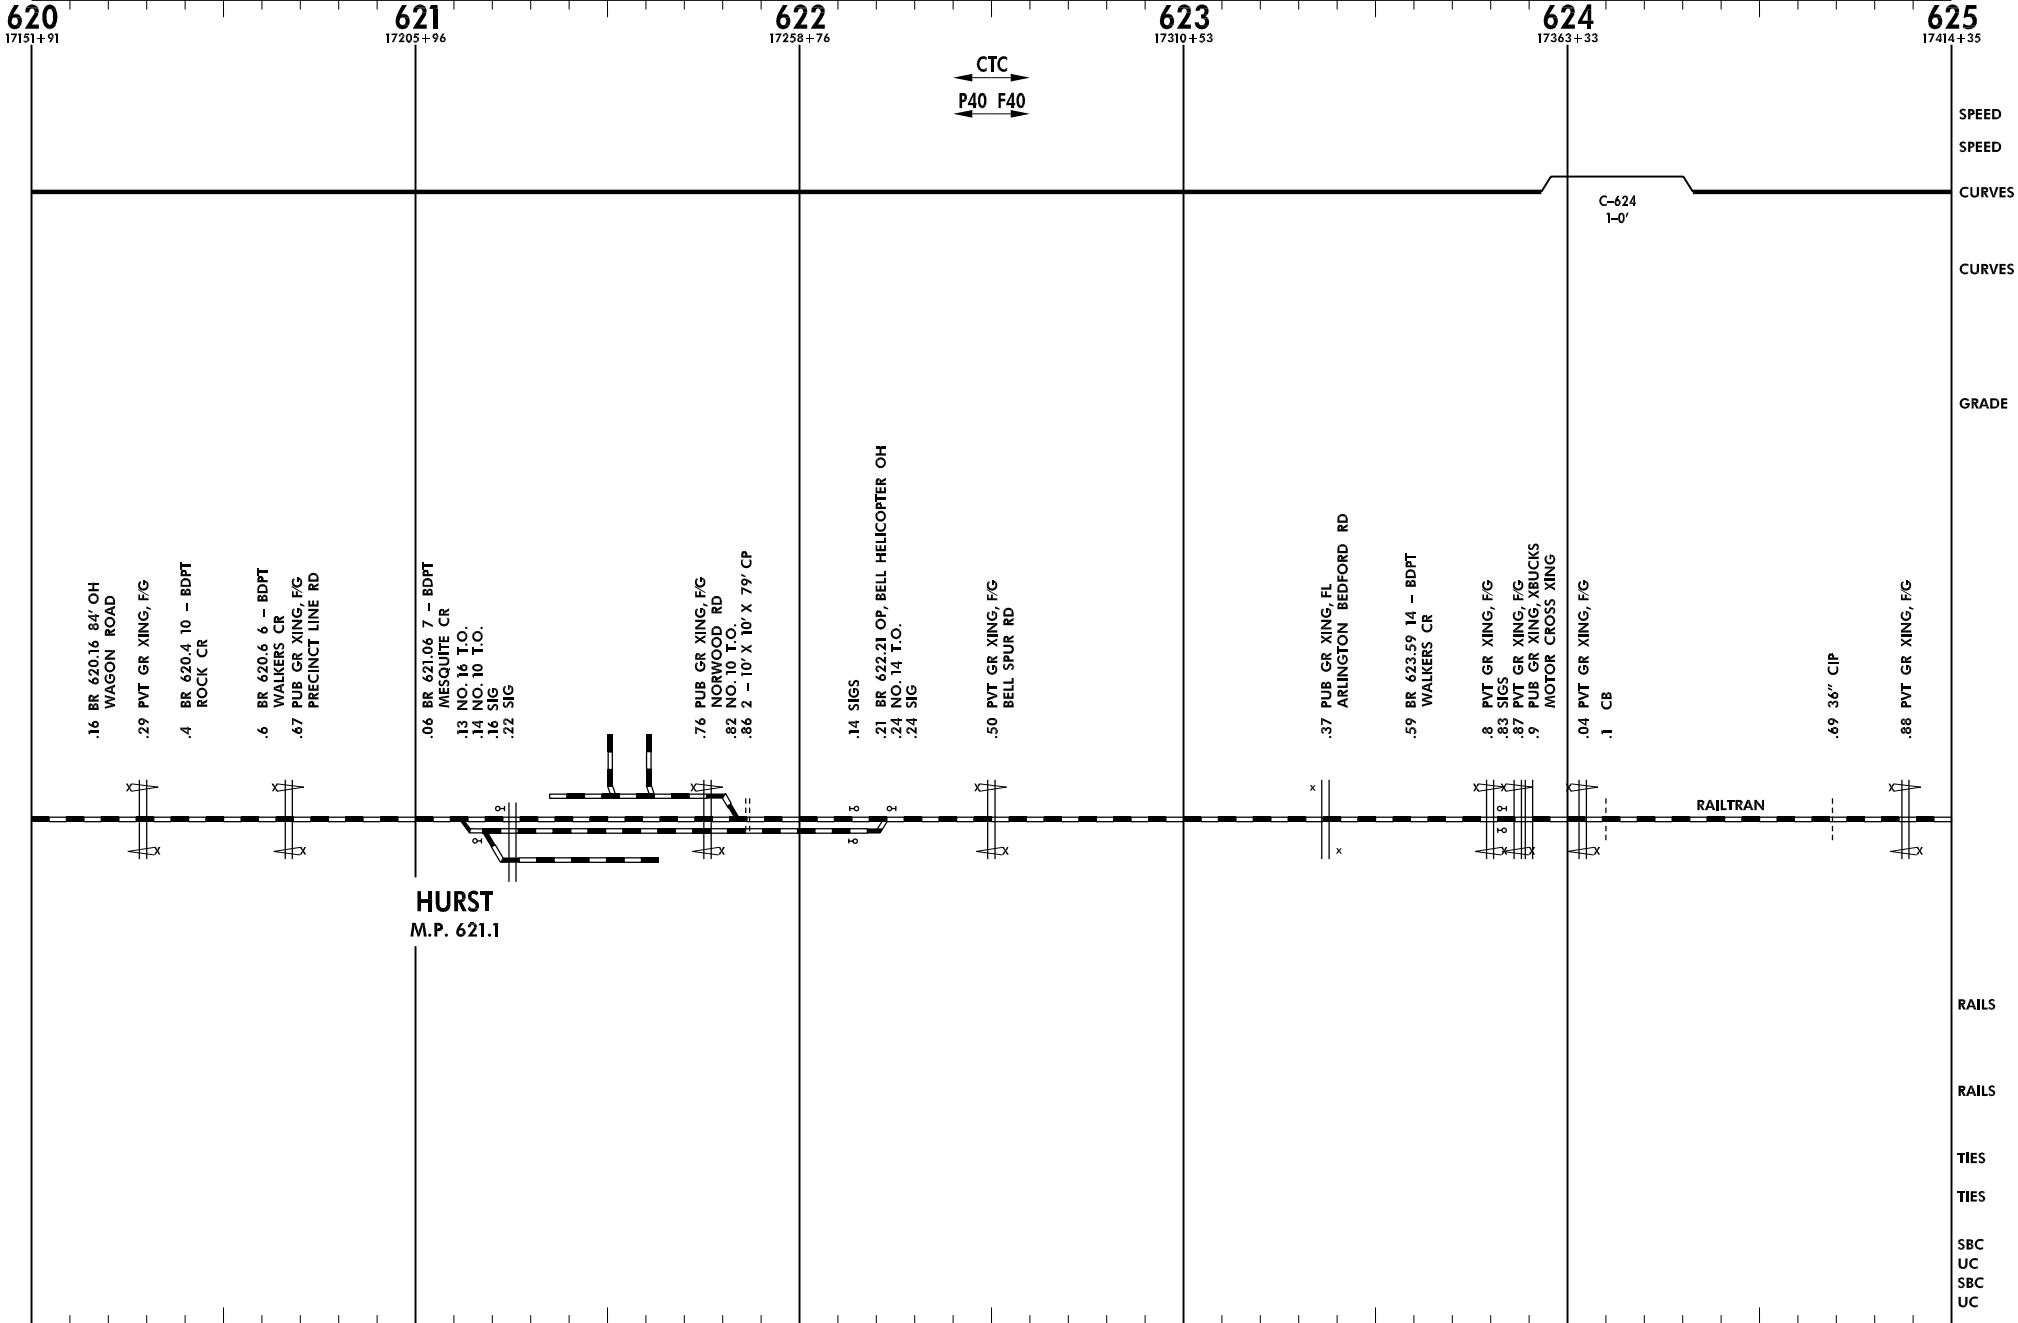 620
621
622
623
624
625
17151+91
17205+96
17258+76
17310+53
17363+33
17414+35
CTC
P40 F40
SPEED
SPEED
CURVES
C-624
1-0'
CURVES
GRADE
.16 BR 620.16 84' OH
WAGON ROAD
.29 PVT GR XING, F/G
.4 BR 620.4 10 - BDPT
ROCK CR
.6 BR 620.6 6 - BDPT
WALKERS CR
.67 PUB GR XING, F/G
PRECINCT LINE RD
.06 BR 621.06 7 - BDPT
MESQUITE CR
.13 NO. 16 T.O.
.14 NO. 10 T.O.
.16 SIG
.22 SIG
.76 PUB GR XING, F/G
NORWOOD RD
.82 NO. 10 T.O.
.86 2 - 10' X 10' X 79' CP
.14 SIGS
.21 BR 622.21 OP, BELL HELICOPTER OH
.24 NO. 14 T.O.
.24 SIG
.50 PVT GR XING, F/G
BELL SPUR RD
.37 PUB GR XING, FL
ARLINGTON BEDFORD RD
.59 BR 623.59 14 - BDPT
WALKERS CR
.8 PVT GR XING, F/G
.83 SIGS
.87 PVT GR XING, F/G
.9 PUB GR XING, XBUCKS
MOTOR CROSS XING
.04 PVT GR XING, F/G
.1 CB
.69 36" CIP
.88 PVT GR XING, F/G
RAILTRAN
HURST
M.P. 621.1
RAILS
RAILS
TIES
TIES
SBC
UC
SBC
UC